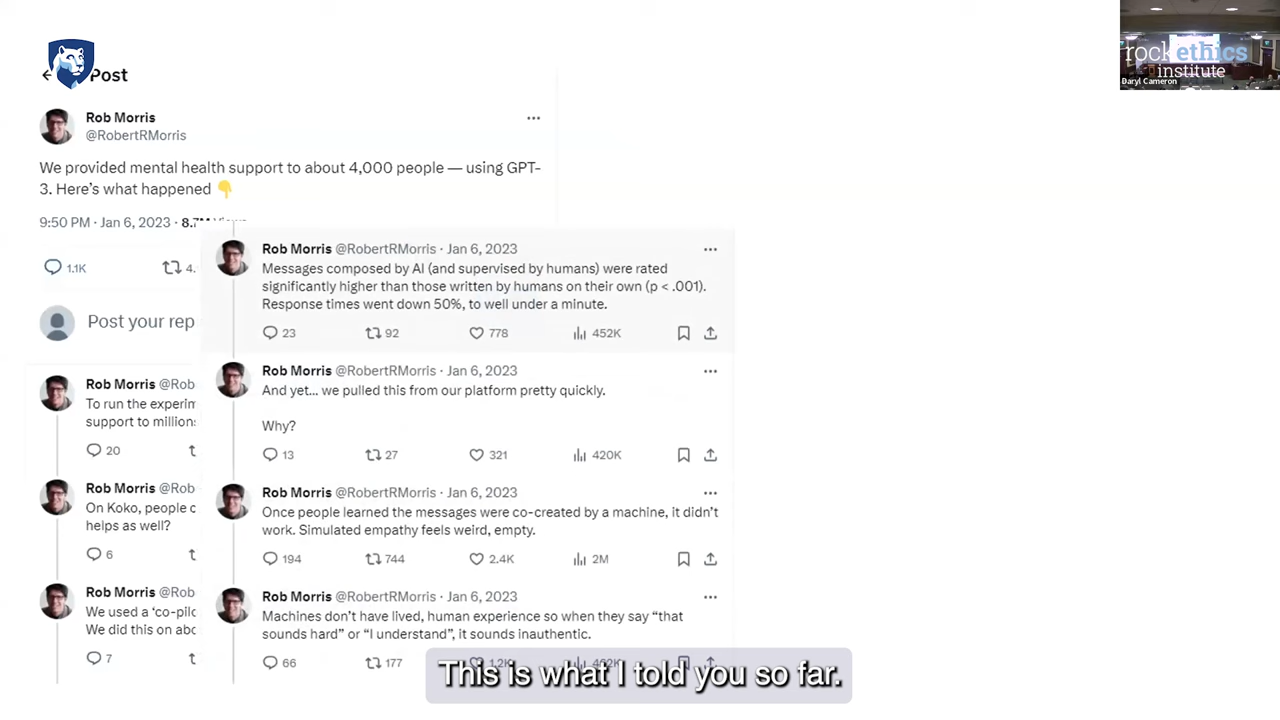 Post
Rob Morris
@RobertRMorris
We provided mental health support to about 4,000 people — using GPT-
3. Here's what happened 👇
9:50 PM · Jan 6, 2023 ·
1.1K
Post your rep
Rob Morris @Rob
To run the experim
support to million
20
Rob Morris @Rob
On Koko, people c
helps as well?
6
Rob Morris @Rob
We used a 'co-pilo
We did this on abo
7
Rob Morris @RobertRMorris · Jan 6, 2023
Messages composed by AI (and supervised by humans) were rated
significantly higher than those written by humans on their own (p < .001).
Response times went down 50%, to well under a minute.
23 92 778 452K
Rob Morris @RobertRMorris · Jan 6, 2023
And yet... we pulled this from our platform pretty quickly.
Why?
13 27 321 420K
Rob Morris @RobertRMorris · Jan 6, 2023
Once people learned the messages were co-created by a machine, it didn't
work. Simulated empathy feels weird, empty.
194 744 2.4K 2M
Rob Morris @RobertRMorris · Jan 6, 2023
Machines don't have lived, human experience so when they say "that
sounds hard" or "I understand", it sounds inauthentic.
66 177 1.2K
This is what I told you so far.
rock ethics
institute
Daryl Cameron